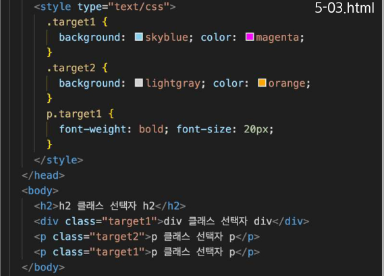 5-03.html
<style type="text/css">
.target1 {
background: skyblue; color: magenta;
}
.target2 {
background: lightgray; color: orange;
}
p.target1 {
font-weight: bold; font-size: 20px;
}
</style>
</head>
<body>
<h2>h2 클래스 선택자 h2</h2>
<div class="target1">div 클래스 선택자 div</div>
<p class="target2">p 클래스 선택자 p</p>
<p class="target1">p 클래스 선택자 p</p>
</body>